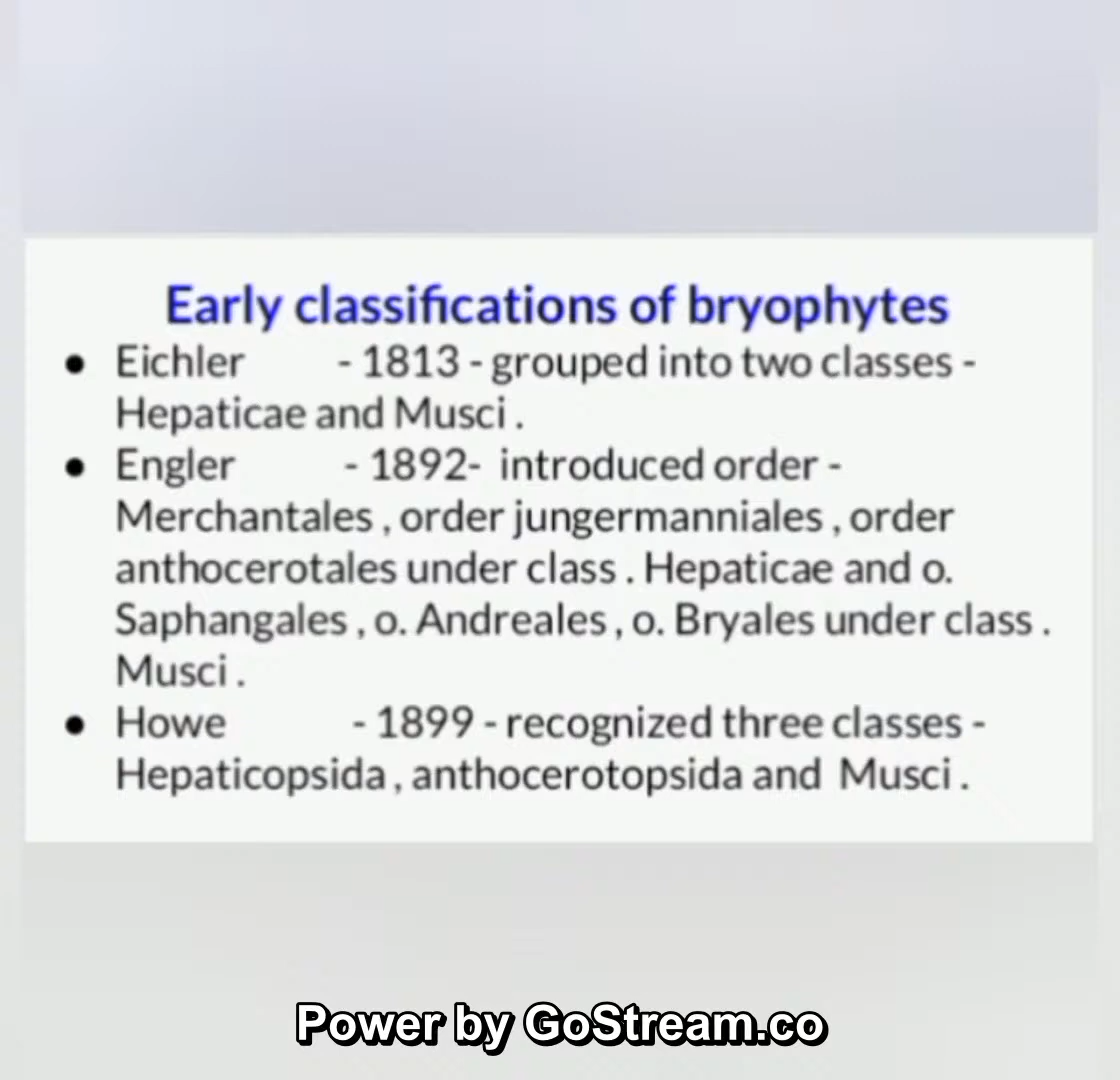 Early classifications of bryophytes
● Eichler - 1813 - grouped into two classes -
Hepaticae and Musci .
● Engler - 1892- introduced order -
Merchantales , order jungermanniales , order
anthocerotales under class . Hepaticae and o.
Saphangales , o. Andreales , o. Bryales under class .
Musci .
● Howe - 1899 - recognized three classes -
Hepaticopsida , anthocerotopsida and Musci .
Power by GoStream.co